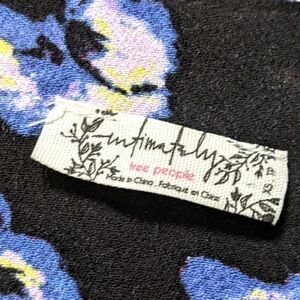 intimately
free people
Made in China . Fabriqué en Chine